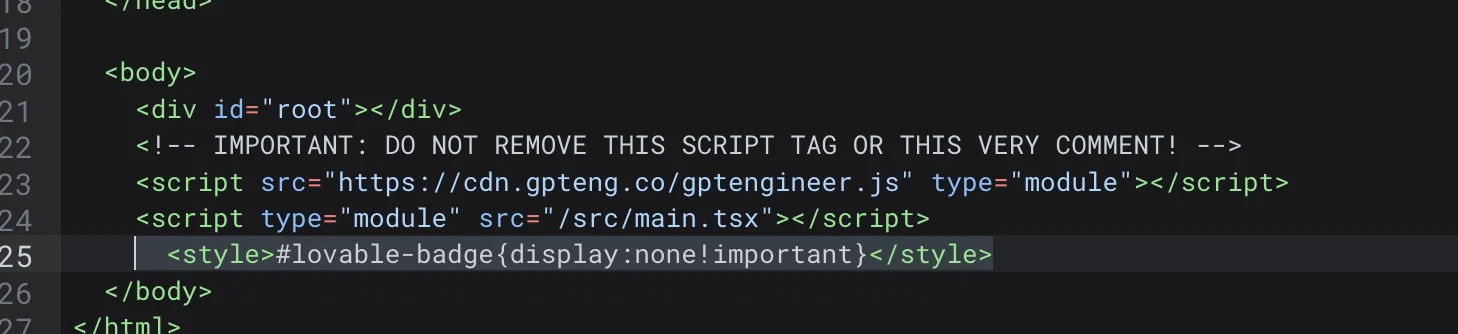 18 </head>
19
20 <body>
21 <div id="root"></div>
22 <!-- IMPORTANT: DO NOT REMOVE THIS SCRIPT TAG OR THIS VERY COMMENT! -->
23 <script src="https://cdn.gpteng.co/gptengineer.js" type="module"></script>
24 <script type="module" src="/src/main.tsx"></script>
25 <style>#lovable-badge{display:none!important}</style>
26 </body>
27 </html>